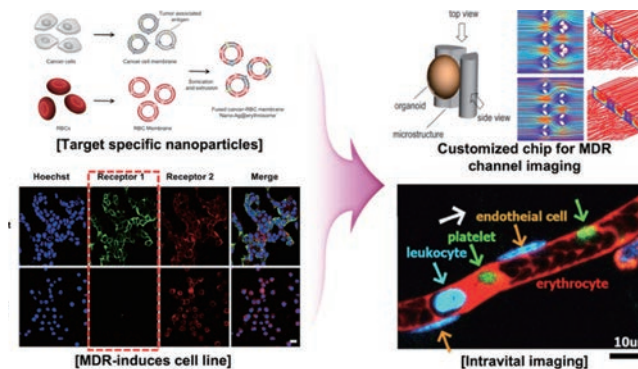 Tumor-associated
antigen
Cancer cells
Cancer cell membrane
Sonication
and extrusion
RBCs
RBC Membrane
Fused cancer-RBC membrane
Nano-Ag@erythrosome
[Target specific nanoparticles]
top view
organoid
side view
microstructure
Customized chip for MDR
channel imaging
Hoechst
Receptor 1
Receptor 2
Merge
t
[MDR-induces cell line]
endotheial cell
platelet
leukocyte
erythrocyte
10u
[Intravital imaging]